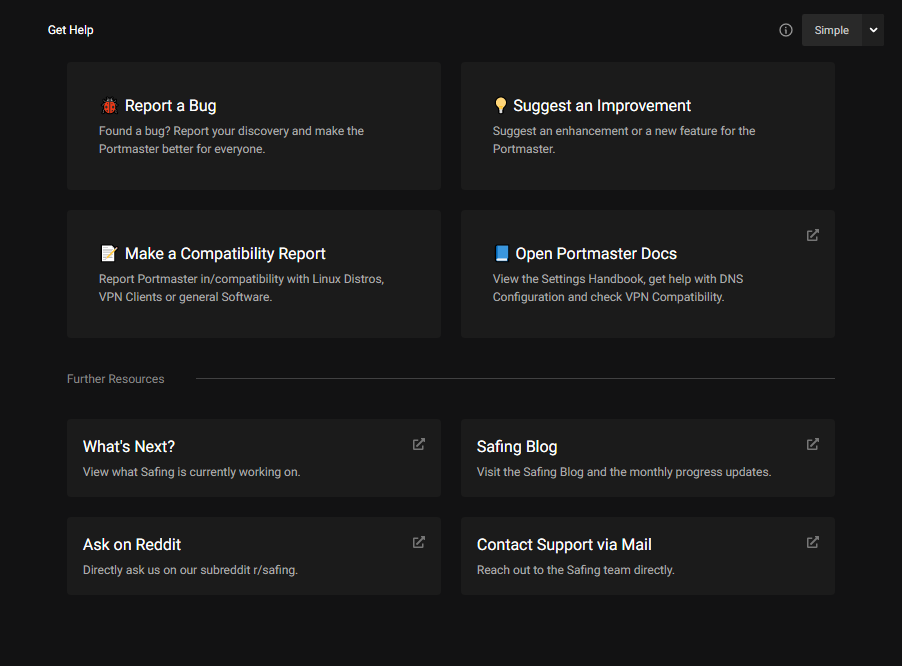 Get Help
Simple
Report a Bug
Found a bug? Report your discovery and make the
Portmaster better for everyone.
Suggest an Improvement
Suggest an enhancement or a new feature for the
Portmaster.
Make a Compatibility Report
Report Portmaster in/compatibility with Linux Distros,
VPN Clients or general Software.
Open Portmaster Docs
View the Settings Handbook, get help with DNS
Configuration and check VPN Compatibility.
Further Resources
What's Next?
View what Safing is currently working on.
Safing Blog
Visit the Safing Blog and the monthly progress updates.
Ask on Reddit
Directly ask us on our subreddit r/safing.
Contact Support via Mail
Reach out to the Safing team directly.